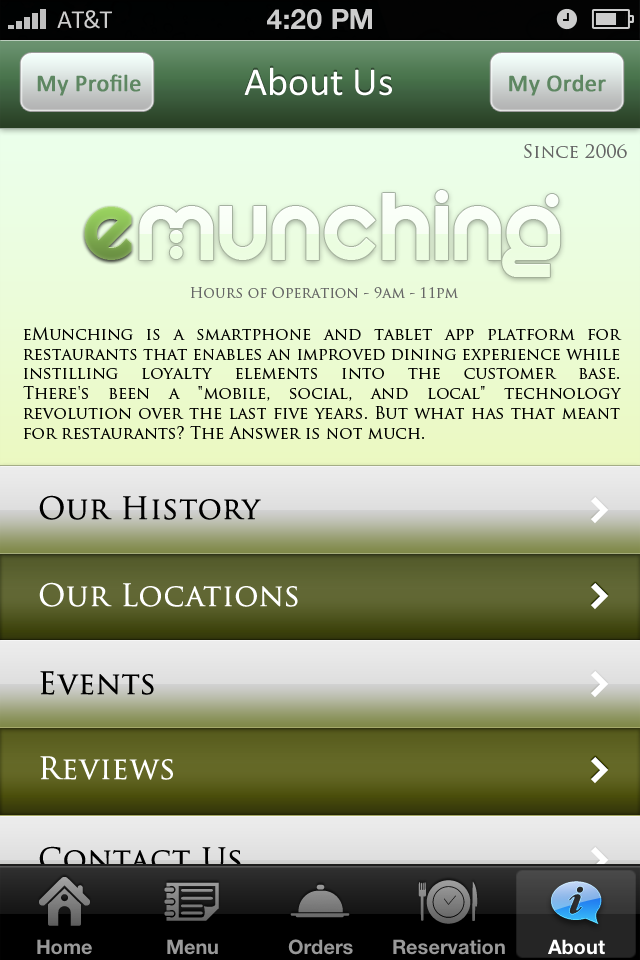 AT&T 4:20 PM
My Profile About Us My Order
Since 2006
emunching
Hours of Operation - 9am - 11pm
eMunching is a smartphone and tablet app platform for
restaurants that enables an improved dining experience while
instilling loyalty elements into the customer base.
There's been a "mobile, social, and local" technology
revolution over the last five years. But what has that meant
for restaurants? The Answer is not much.
Our History
Our Locations
Events
Reviews
Contact Us
Home Menu Orders Reservation About